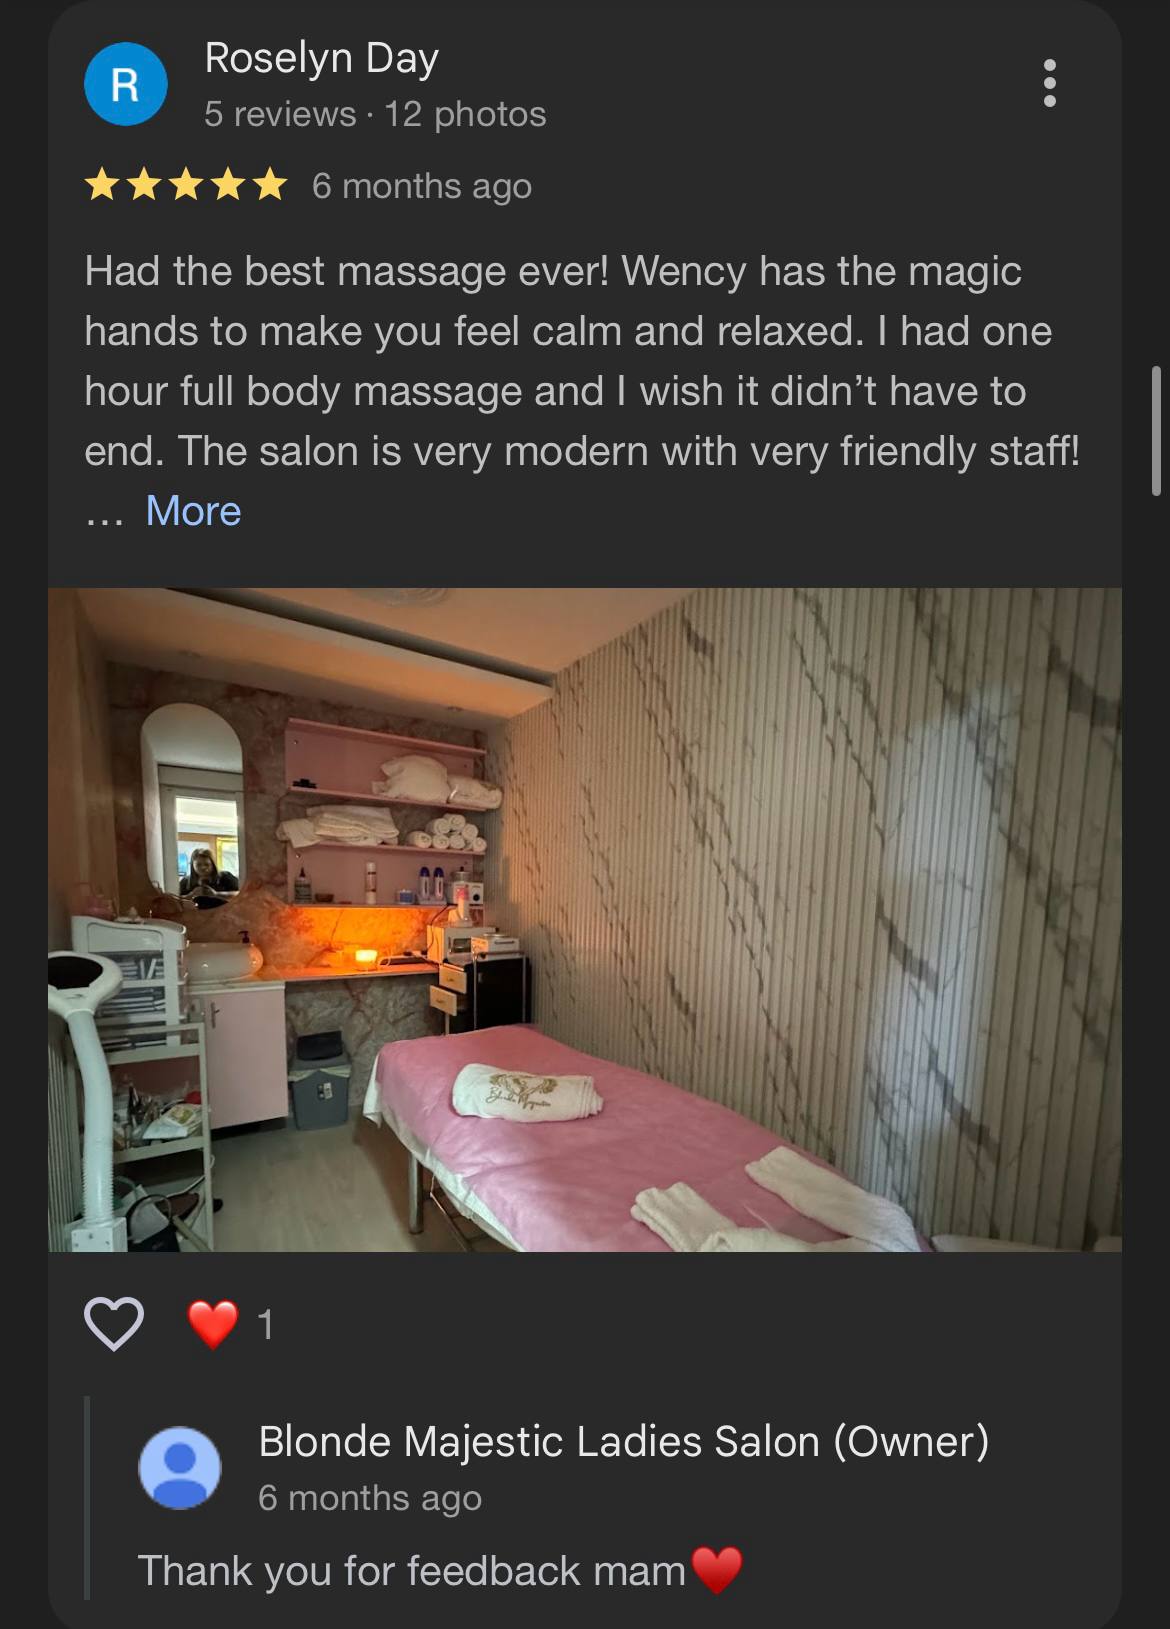 R
Roselyn Day
5 reviews · 12 photos
6 months ago
Had the best massage ever! Wency has the magic
hands to make you feel calm and relaxed. I had one
hour full body massage and I wish it didn’t have to
end. The salon is very modern with very friendly staff!
... More
Blonde Majestic
1
Blonde Majestic Ladies Salon (Owner)
6 months ago
Thank you for feedback mam❤️